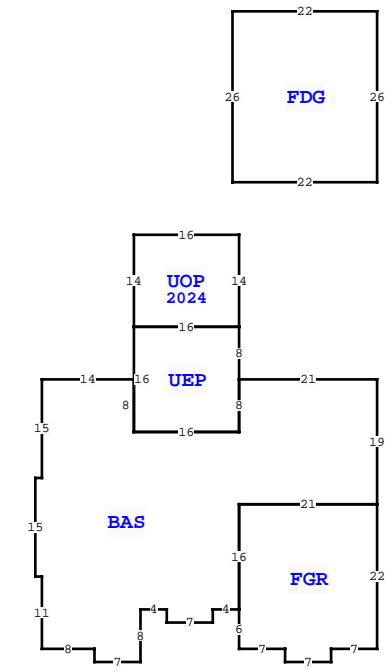 22
26 FDG 26
22
16
14 UOP 14
2024
16
8
14 16 UEP 21
8 8
15 16 19
21
15 BAS
16 FGR 22
11 4 4
7
8 6
8 7 7
7 7